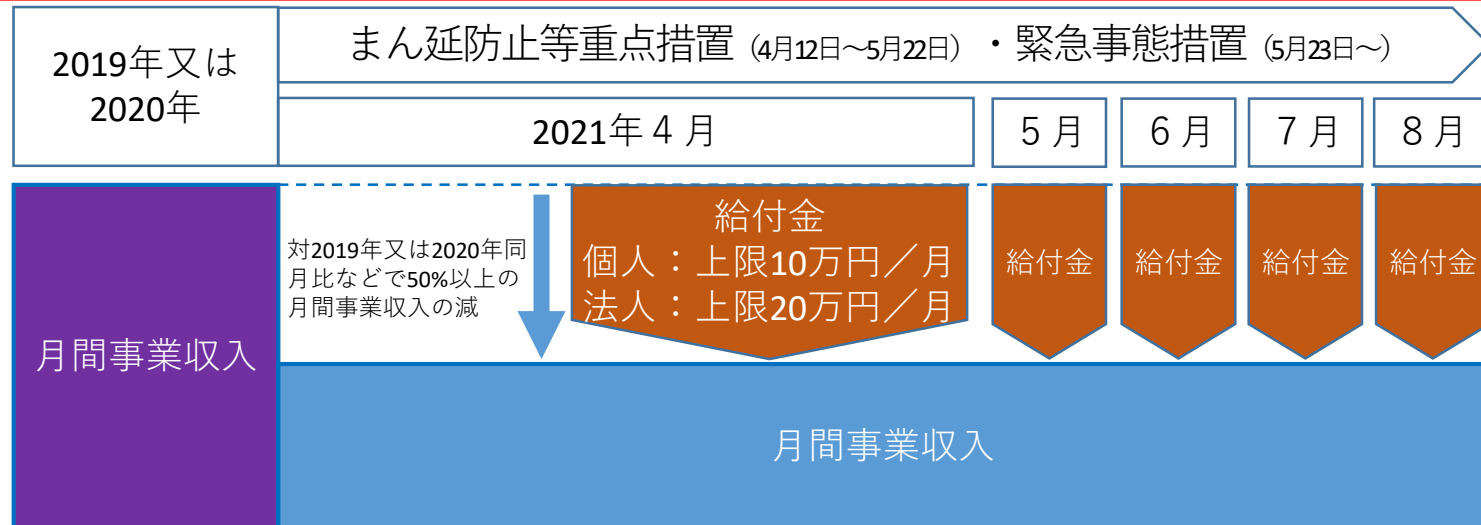 2019年又は
2020年
まん延防止等重点措置（4月12日～5月22日）・緊急事態措置（5月23日～）
2021年４月
５月
６月
７月
８月
対2019年又は2020年同
月比などで50%以上の
月間事業収入の減
給付金
個人：上限10万円／月
法人：上限20万円／月
給付金
給付金
給付金
給付金
月間事業収入
月間事業収入